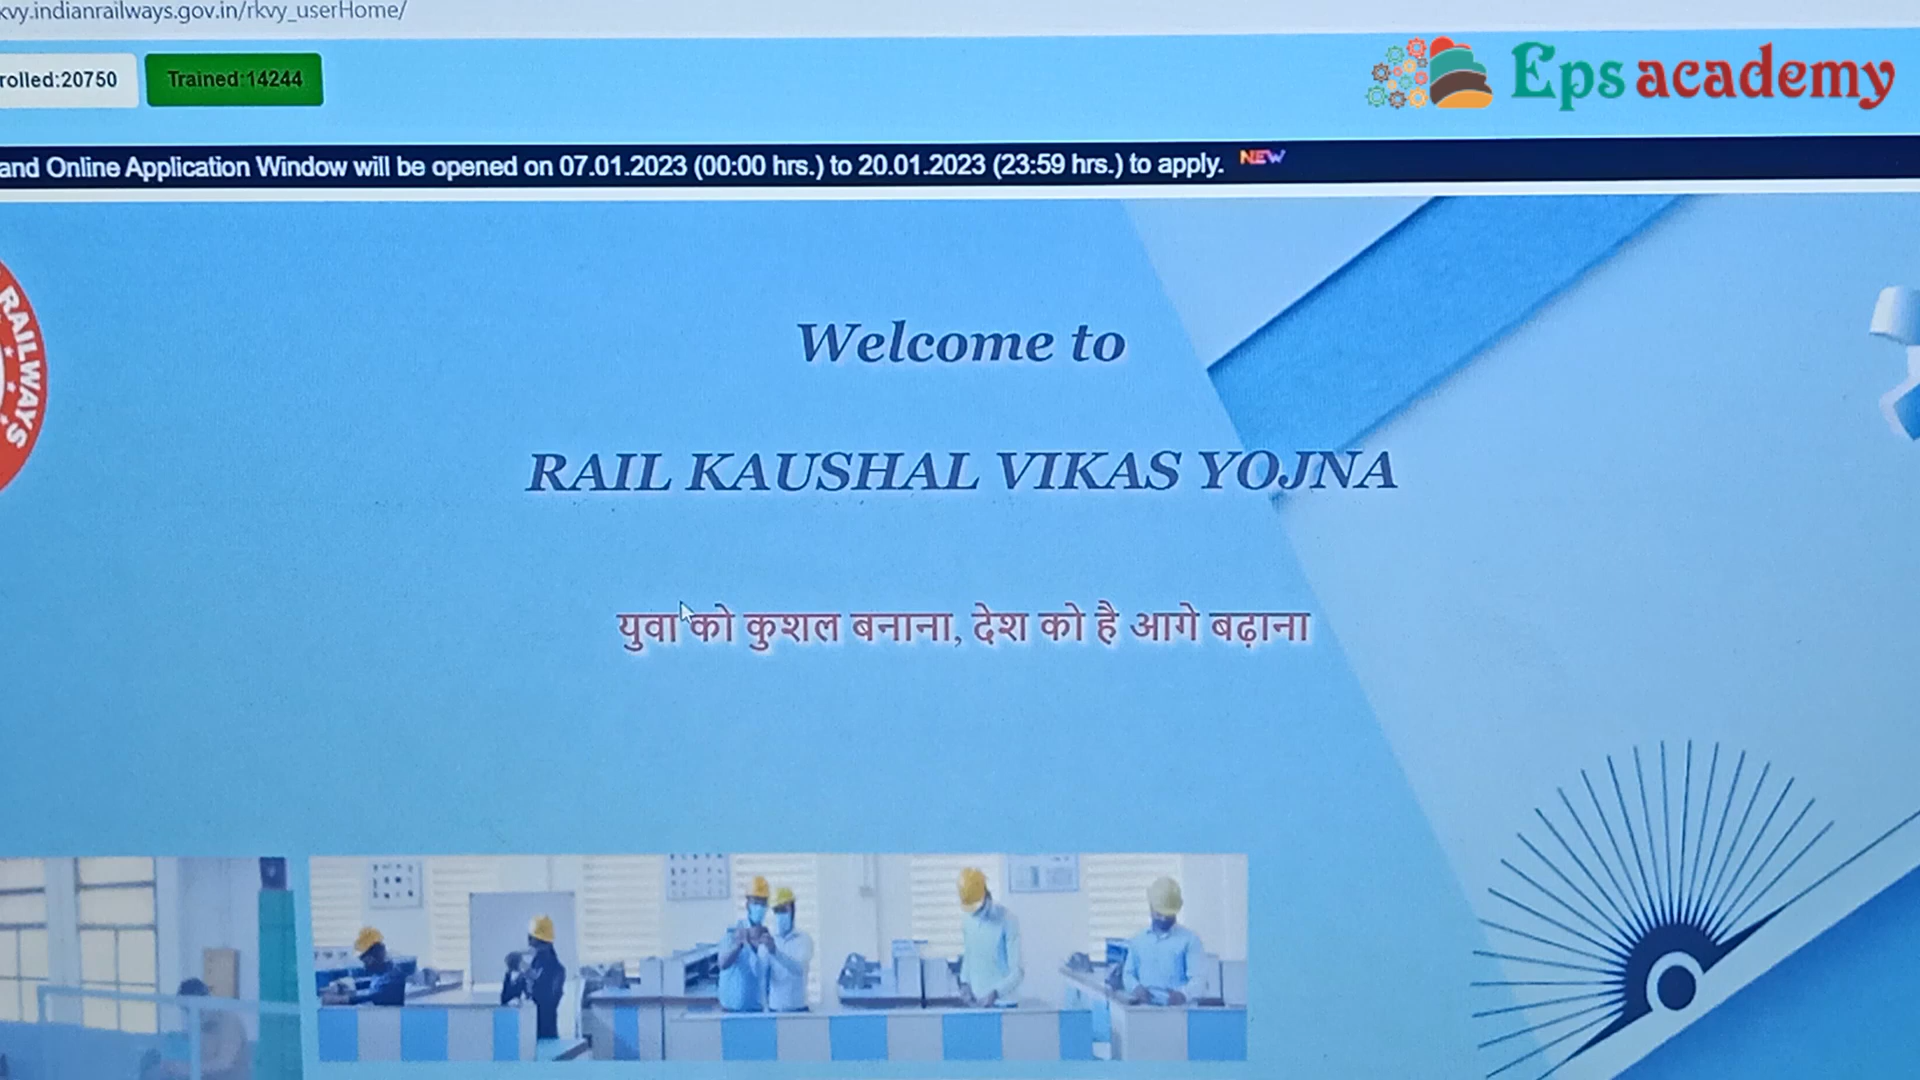 kvy.indianrailways.gov.in/rkvy_userHome/
rolled:20750
Trained:14244
Eps academy
and Online Application Window will be opened on 07.01.2023 (00:00 hrs.) to 20.01.2023 (23:59 hrs.) to apply. NEW
RAILWAYS
Welcome to
RAIL KAUSHAL VIKAS YOJNA
युवा को कुशल बनाना, देश को है आगे बढ़ाना